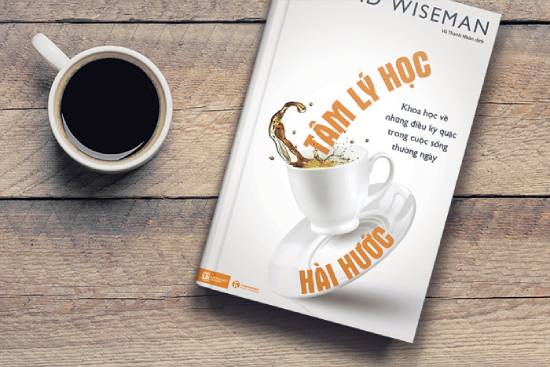 RD WISEMAN
Vũ Thanh Nhàn dịch
TÂM LÝ HỌC
Khoa học về
những điều kỳ quặc
trong cuộc sống
thường ngày
HÀI HƯỚC